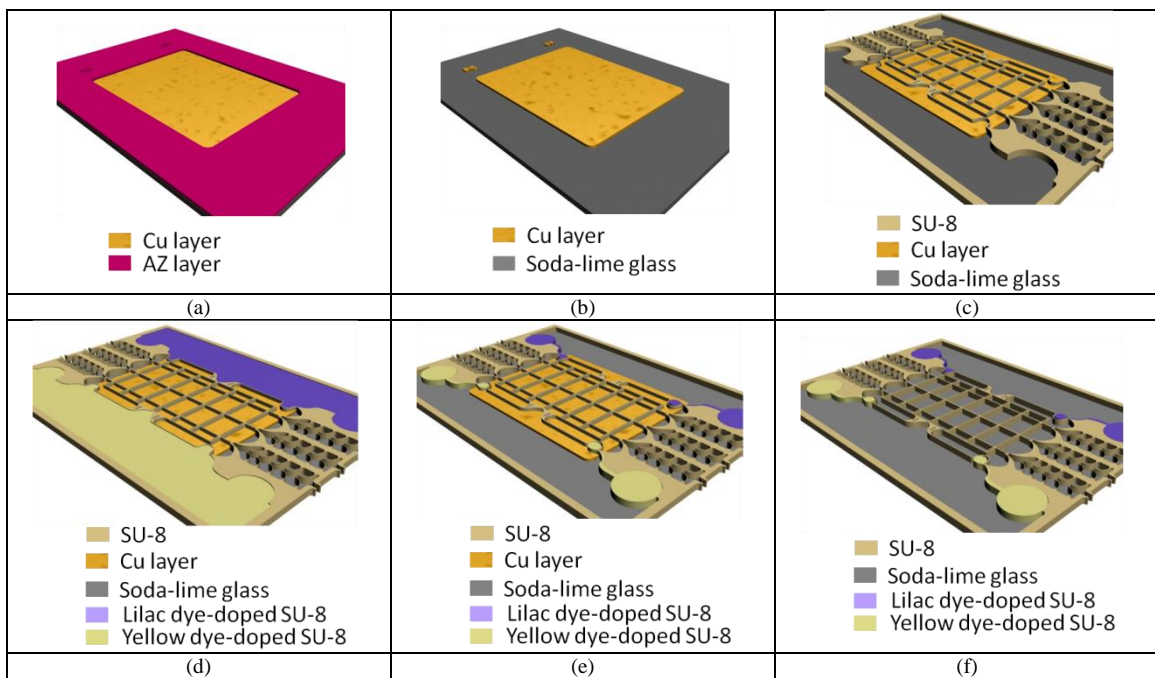 Cu layer
AZ layer
(a)
Cu layer
Soda-lime glass
(b)
SU-8
Cu layer
Soda-lime glass
(c)
SU-8
Cu layer
Soda-lime glass
Lilac dye-doped SU-8
Yellow dye-doped SU-8
(d)
SU-8
Cu layer
Soda-lime glass
Lilac dye-doped SU-8
Yellow dye-doped SU-8
(e)
SU-8
Soda-lime glass
Lilac dye-doped SU-8
Yellow dye-doped SU-8
(f)